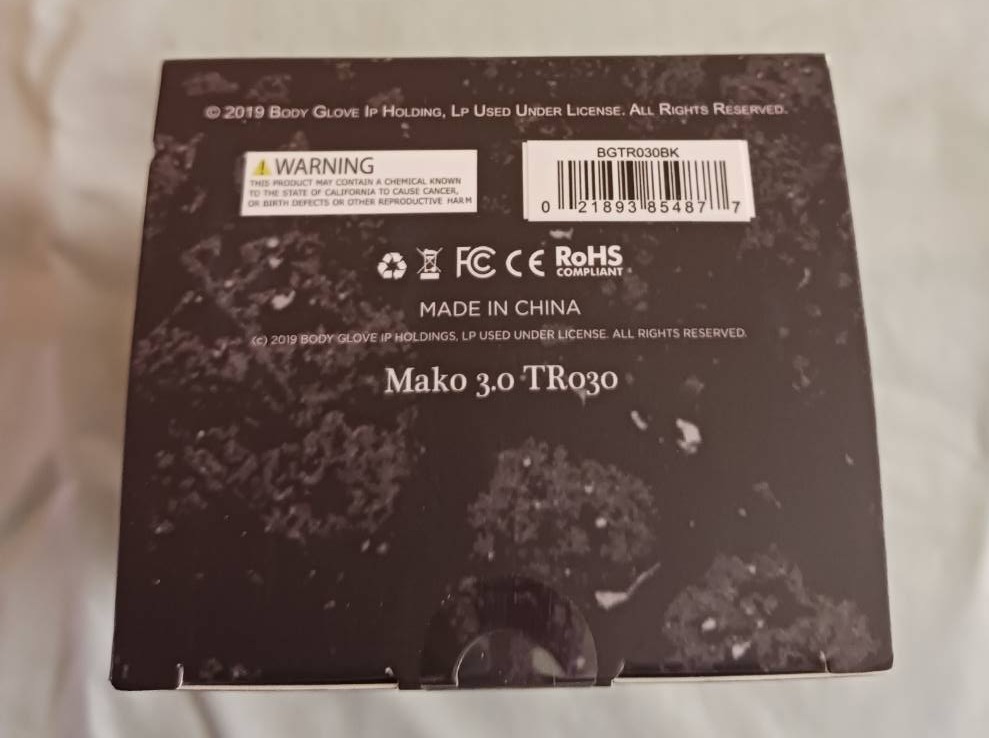 © 2019 BODY GLOVE IP HOLDING, LP USED UNDER LICENSE. ALL RIGHTS RESERVED.
WARNING
THIS PRODUCT MAY CONTAIN A CHEMICAL KNOWN
TO THE STATE OF CALIFORNIA TO CAUSE CANCER,
OR BIRTH DEFECTS OR OTHER REPRODUCTIVE HARM
BGTR030BK
0 21893 85487 7
FC CE RoHS
COMPLIANT
MADE IN CHINA
(c) 2019 BODY GLOVE IP HOLDINGS, LP USED UNDER LICENSE. ALL RIGHTS RESERVED.
Mako 3.0 TR030